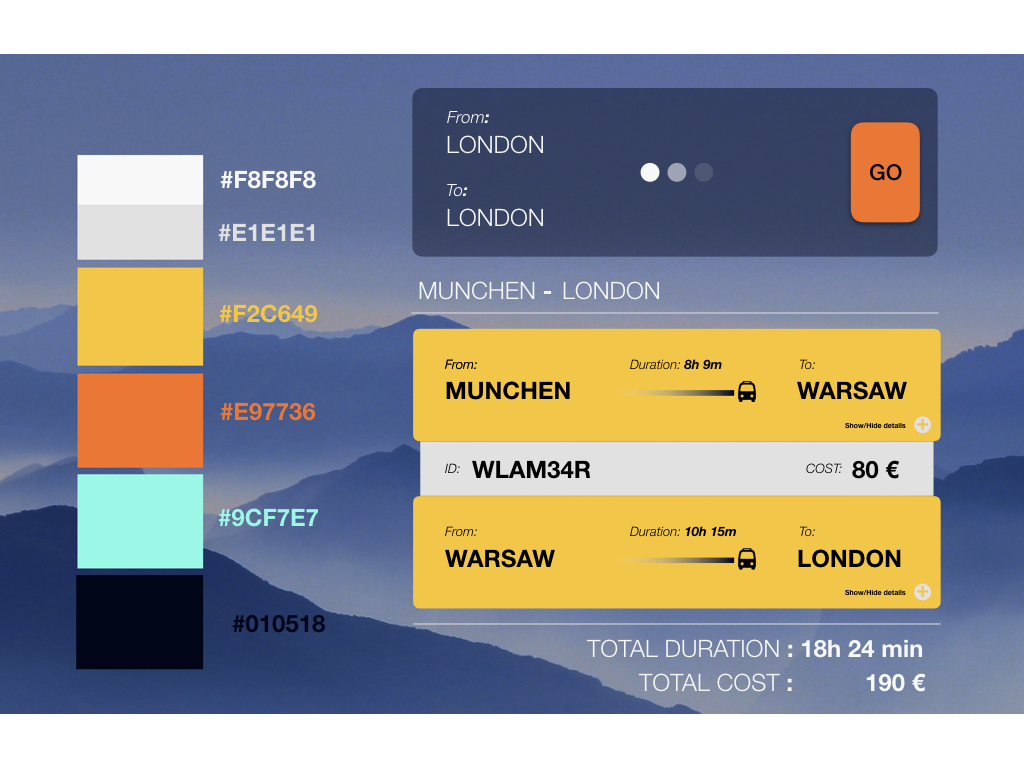 #F8F8F8
#E1E1E1
#F2C649
#E97736
#9CF7E7
#010518
From:
LONDON
To:
LONDON
GO
MUNCHEN - LONDON
From: Duration: 8h 9m To:
MUNCHEN WARSAW
Show/Hide details
ID: WLAM34R COST: 80 €
From: Duration: 10h 15m To:
WARSAW LONDON
Show/Hide details
TOTAL DURATION : 18h 24 min
TOTAL COST : 190 €